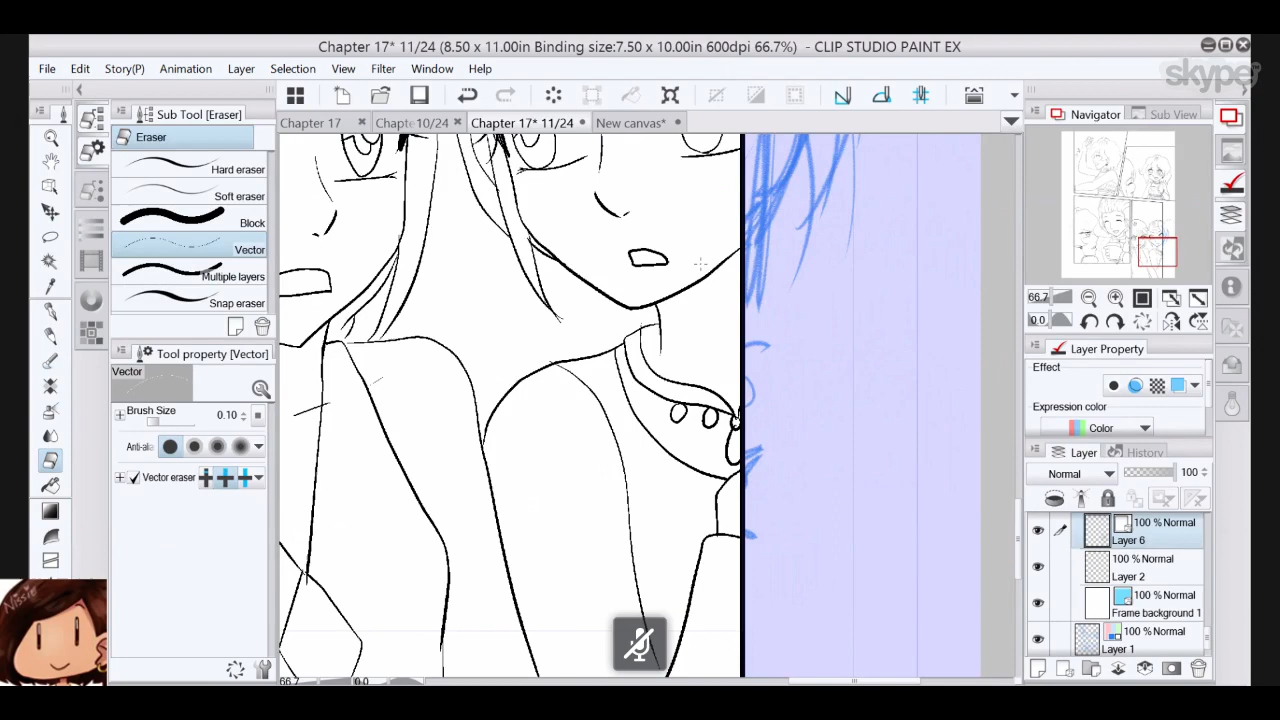 Chapter 17* 11/24 (8.50 x 11.00in Binding size:7.50 x 10.00in 600dpi 66.7%)  - CLIP STUDIO PAINT EX
skype
File Edit Story(P) Animation Layer Selection View Filter Window Help
Sub Tool [Eraser]
Eraser
Hard eraser
Soft eraser
Block
Vector
Multiple layers
Snap eraser
Tool property [Vector]
Vector
Brush Size 0.10
Anti-ali
Vector eraser
Chapter 17 Chapte 10/24 Chapter 17* 11/24 New canvas*
66.7 0.0
Navigator Sub View
66.7
0.0
Layer Property
Effect
Expression color
Color
Layer History
Normal 100
100 % Normal
Layer 6
100 % Normal
Layer 2
100 % Normal
Frame background 1
100 % Normal
Layer 1
Nissie